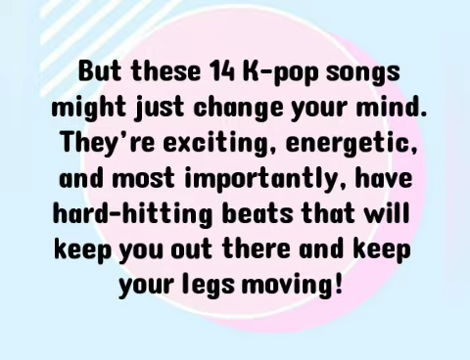 But these 14 K-pop songs
might just change your mind.
They're exciting, energetic,
and most importantly, have
hard-hitting beats that will
keep you out there and keep
your legs moving!